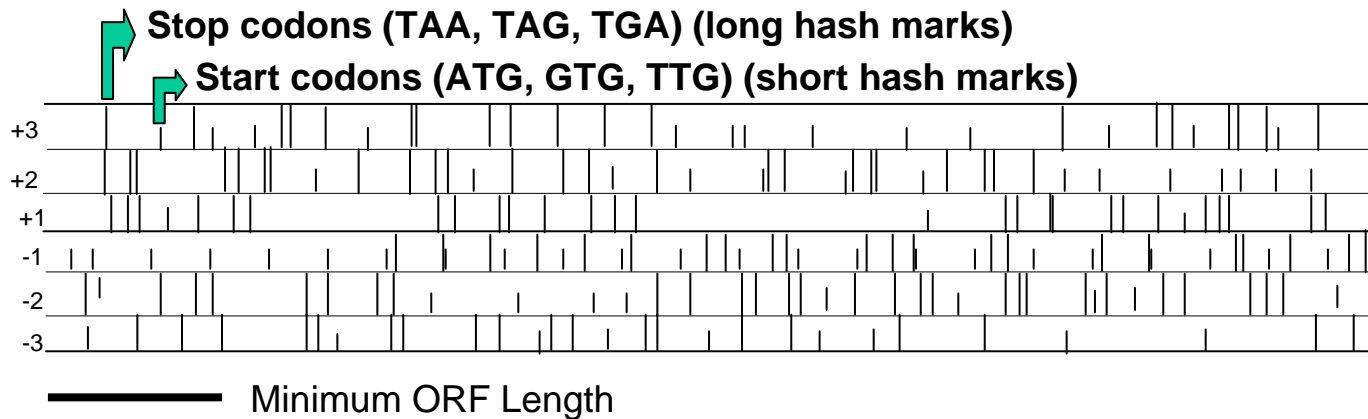 Stop codons (TAA, TAG, TGA) (long hash marks)
Start codons (ATG, GTG, TTG) (short hash marks)
+3
+2
+1
-1
-2
-3
Minimum ORF Length